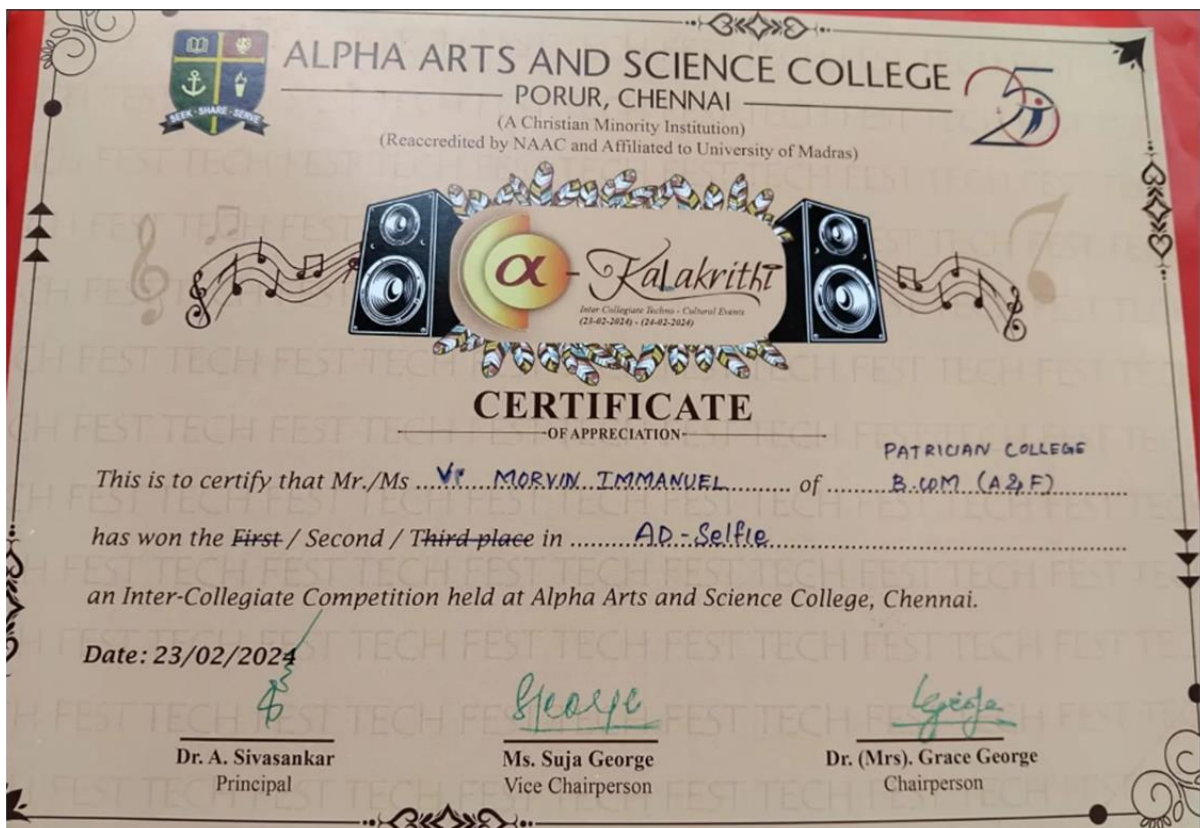 ALPHA ARTS AND SCIENCE COLLEGE
PORUR, CHENNAI
(A Christian Minority Institution)
(Reaccredited by NAAC and Affiliated to University of Madras)
SEEK - SHARE - SERVE
25
α - Kalakrithi
Inter Collegiate Techno - Cultural Events
(23-02-2024) - (24-02-2024)
CERTIFICATE
OF APPRECIATION
PATRICIAN COLLEGE
This is to certify that Mr./Ms ... V. MORVIN IMMANUEL ... of ... B.COM (A & F)
has won the First / Second / Third place in ... AD-Selfie
an Inter-Collegiate Competition held at Alpha Arts and Science College, Chennai.
Date: 23/02/2024
SGeorge
Dr. A. Sivasankar Ms. Suja George Dr. (Mrs). Grace George
Principal Vice Chairperson Chairperson
TECH FEST TECH FEST TECH FEST